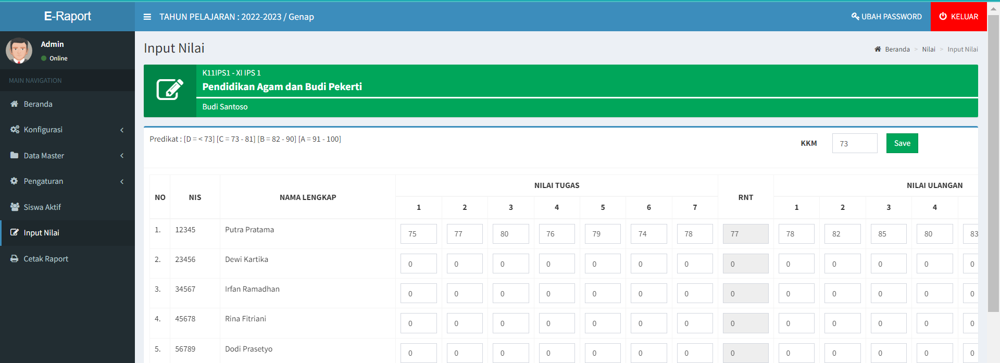 E-Raport
TAHUN PELAJARAN : 2022-2023 / Genap
UBAH PASSWORD
KELUAR
Admin
Online
MAIN NAVIGATION
Beranda
Konfigurasi
Data Master
Pengaturan
Siswa Aktif
Input Nilai
Cetak Raport
Input Nilai
Beranda > Nilai > Input Nilai
K11IPS1 - XI IPS 1
Pendidikan Agam dan Budi Pekerti
Budi Santoso
Predikat : [D = < 73] [C = 73 - 81] [B = 82 - 90] [A = 91 - 100]
KKM 73 Save
NO NIS NAMA LENGKAP NILAI TUGAS RNT NILAI ULANGAN
1 2 3 4 5 6 7 1 2 3 4
1. 12345 Putra Pratama 75 77 80 76 79 74 78 77 78 82 85 80 83
2. 23456 Dewi Kartika 0 0 0 0 0 0 0 0 0 0 0 0 0
3. 34567 Irfan Ramadhan 0 0 0 0 0 0 0 0 0 0 0 0 0
4. 45678 Rina Fitriani 0 0 0 0 0 0 0 0 0 0 0 0 0
5. 56789 Dodi Prasetyo 0 0 0 0 0 0 0 0 0 0 0 0 0